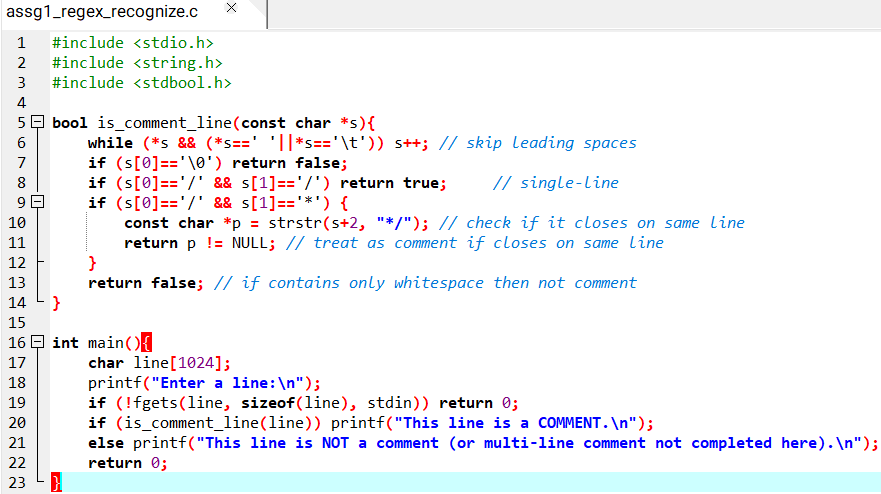 assg1_regex_recognize.c ×
1 #include <stdio.h>
2 #include <string.h>
3 #include <stdbool.h>
4
5 bool is_comment_line(const char *s){
6     while (*s && (*s==' '||*s=='\t')) s++; // skip leading spaces
7     if (s[0]=='\0') return false;
8     if (s[0]=='/' && s[1]=='/') return true;     // single-line
9     if (s[0]=='/' && s[1]=='*') {
10         const char *p = strstr(s+2, "*/"); // check if it closes on same line
11         return p != NULL; // treat as comment if closes on same line
12     }
13     return false; // if contains only whitespace then not comment
14 }
15
16 int main(){
17     char line[1024];
18     printf("Enter a line:\n");
19     if (!fgets(line, sizeof(line), stdin)) return 0;
20     if (is_comment_line(line)) printf("This line is a COMMENT.\n");
21     else printf("This line is NOT a comment (or multi-line comment not completed here).\n");
22     return 0;
23 }